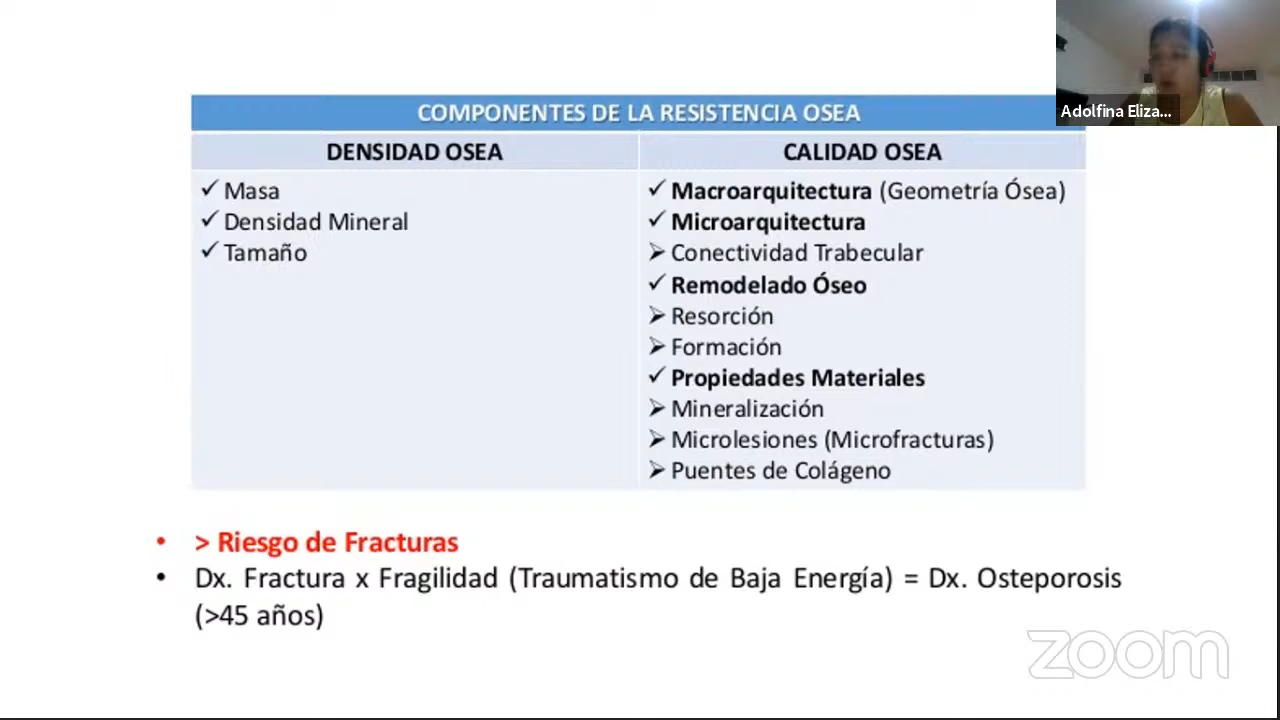 Adolfina Eliza...
COMPONENTES DE LA RESISTENCIA OSEA
DENSIDAD OSEA
CALIDAD OSEA
✓ Masa
✓ Densidad Mineral
✓ Tamaño
✓ Macroarquitectura (Geometría Ósea)
✓ Microarquitectura
➢ Conectividad Trabecular
✓ Remodelado Óseo
➢ Resorción
➢ Formación
✓ Propiedades Materiales
➢ Mineralización
➢ Microlesiones (Microfracturas)
➢ Puentes de Colágeno
• > Riesgo de Fracturas
• Dx. Fractura x Fragilidad (Traumatismo de Baja Energía) = Dx. Osteporosis
(>45 años)
zoom